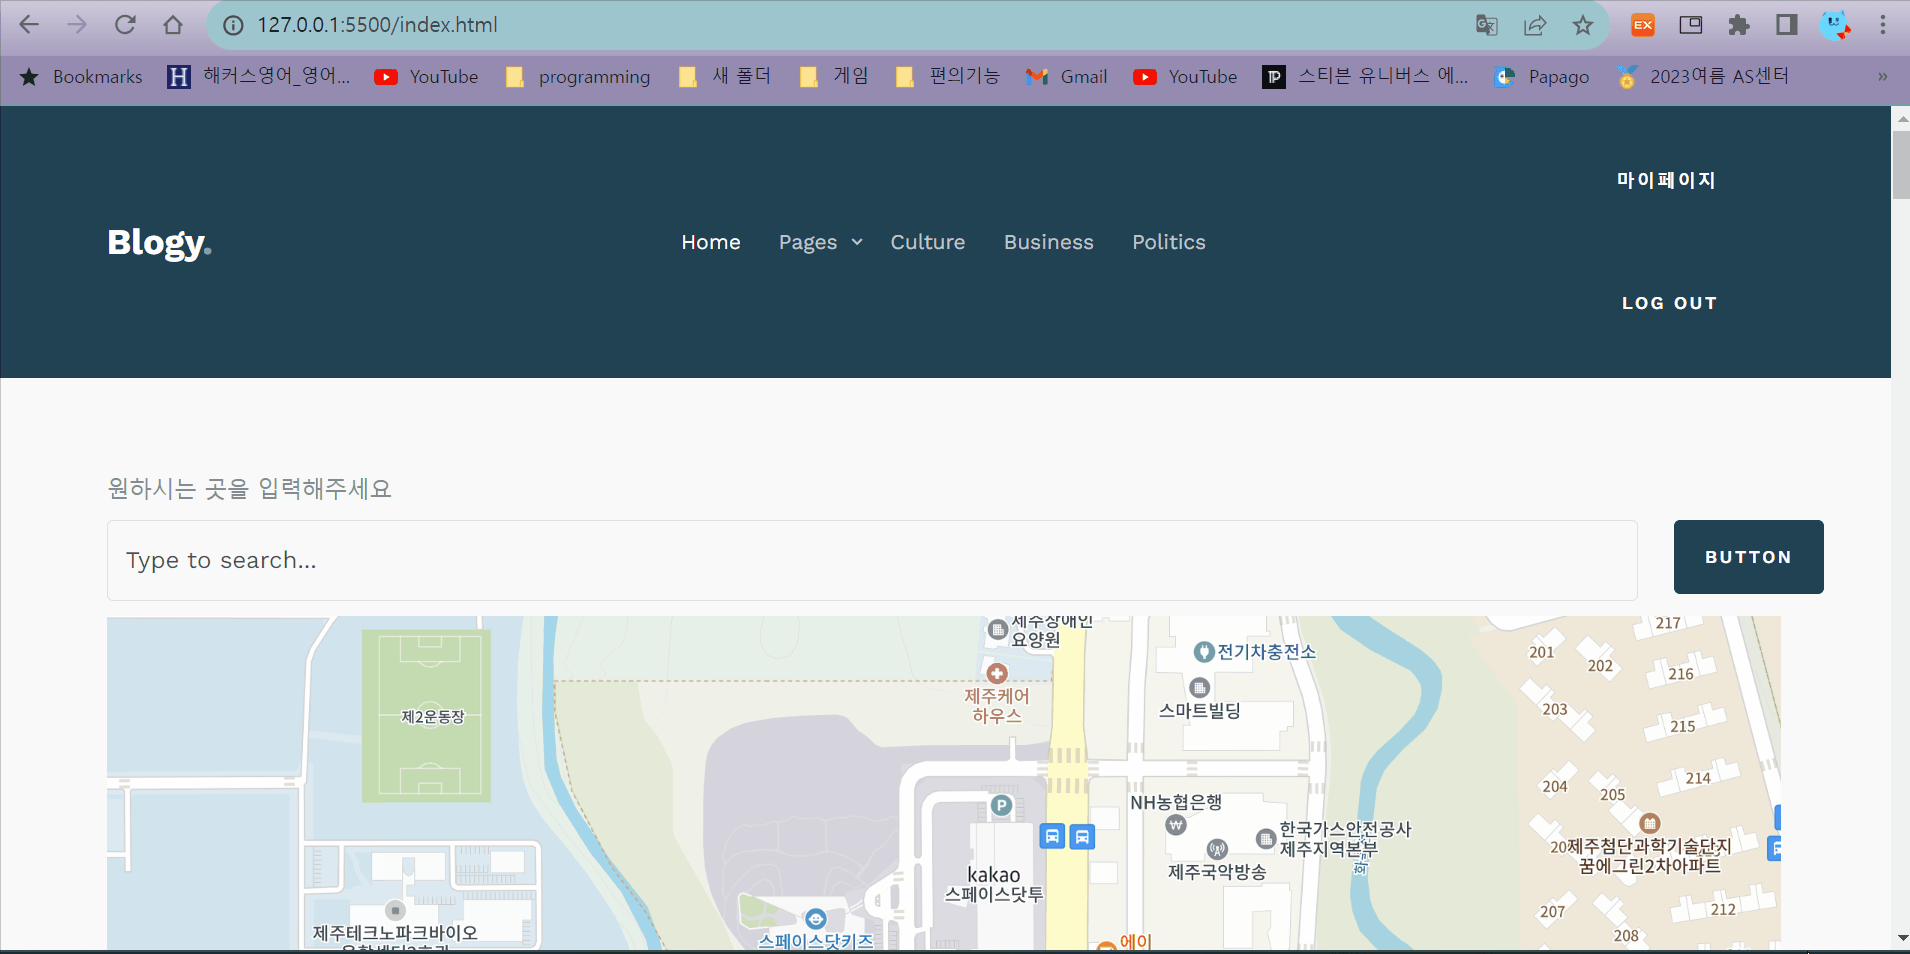 127.0.0.1:5500/index.html
Bookmarks
해커스영어_영어...
YouTube
programming
새 폴더
게임
편의기능
Gmail
YouTube
스티븐 유니버스 에...
Papago
2023여름 AS센터
»
마이페이지
Blogy.
Home
Pages
Culture
Business
Politics
LOG OUT
원하시는 곳을 입력해주세요
Type to search...
BUTTON
제주장애인
요양원
전기차충전소
217
201
202
216
제주케어
하우스
제2운동장
스마트빌딩
203
215
214
204
205
P
NH농협은행
한국가스안전공사
제주지역본부
제주국악방송
제주첨단과학기술단지
꿈에그린2차아파트
kakao
스페이스닷투
207
212
208
제주테크노파크바이오
스페이스닷키즈
에이